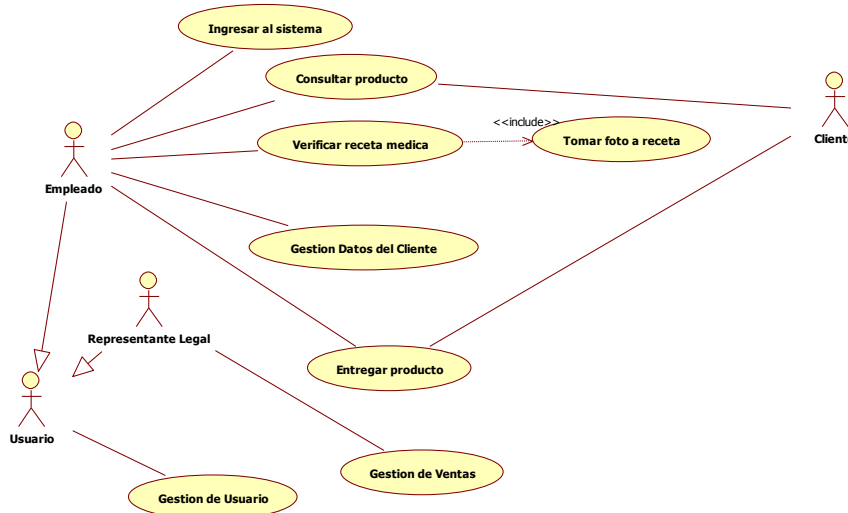 Ingresar al sistema
Consultar producto
<<include>>
Verificar receta medica
Tomar foto a receta
Cliente
Empleado
Gestion Datos del Cliente
Representante Legal
Entregar producto
Usuario
Gestion de Ventas
Gestion de Usuario